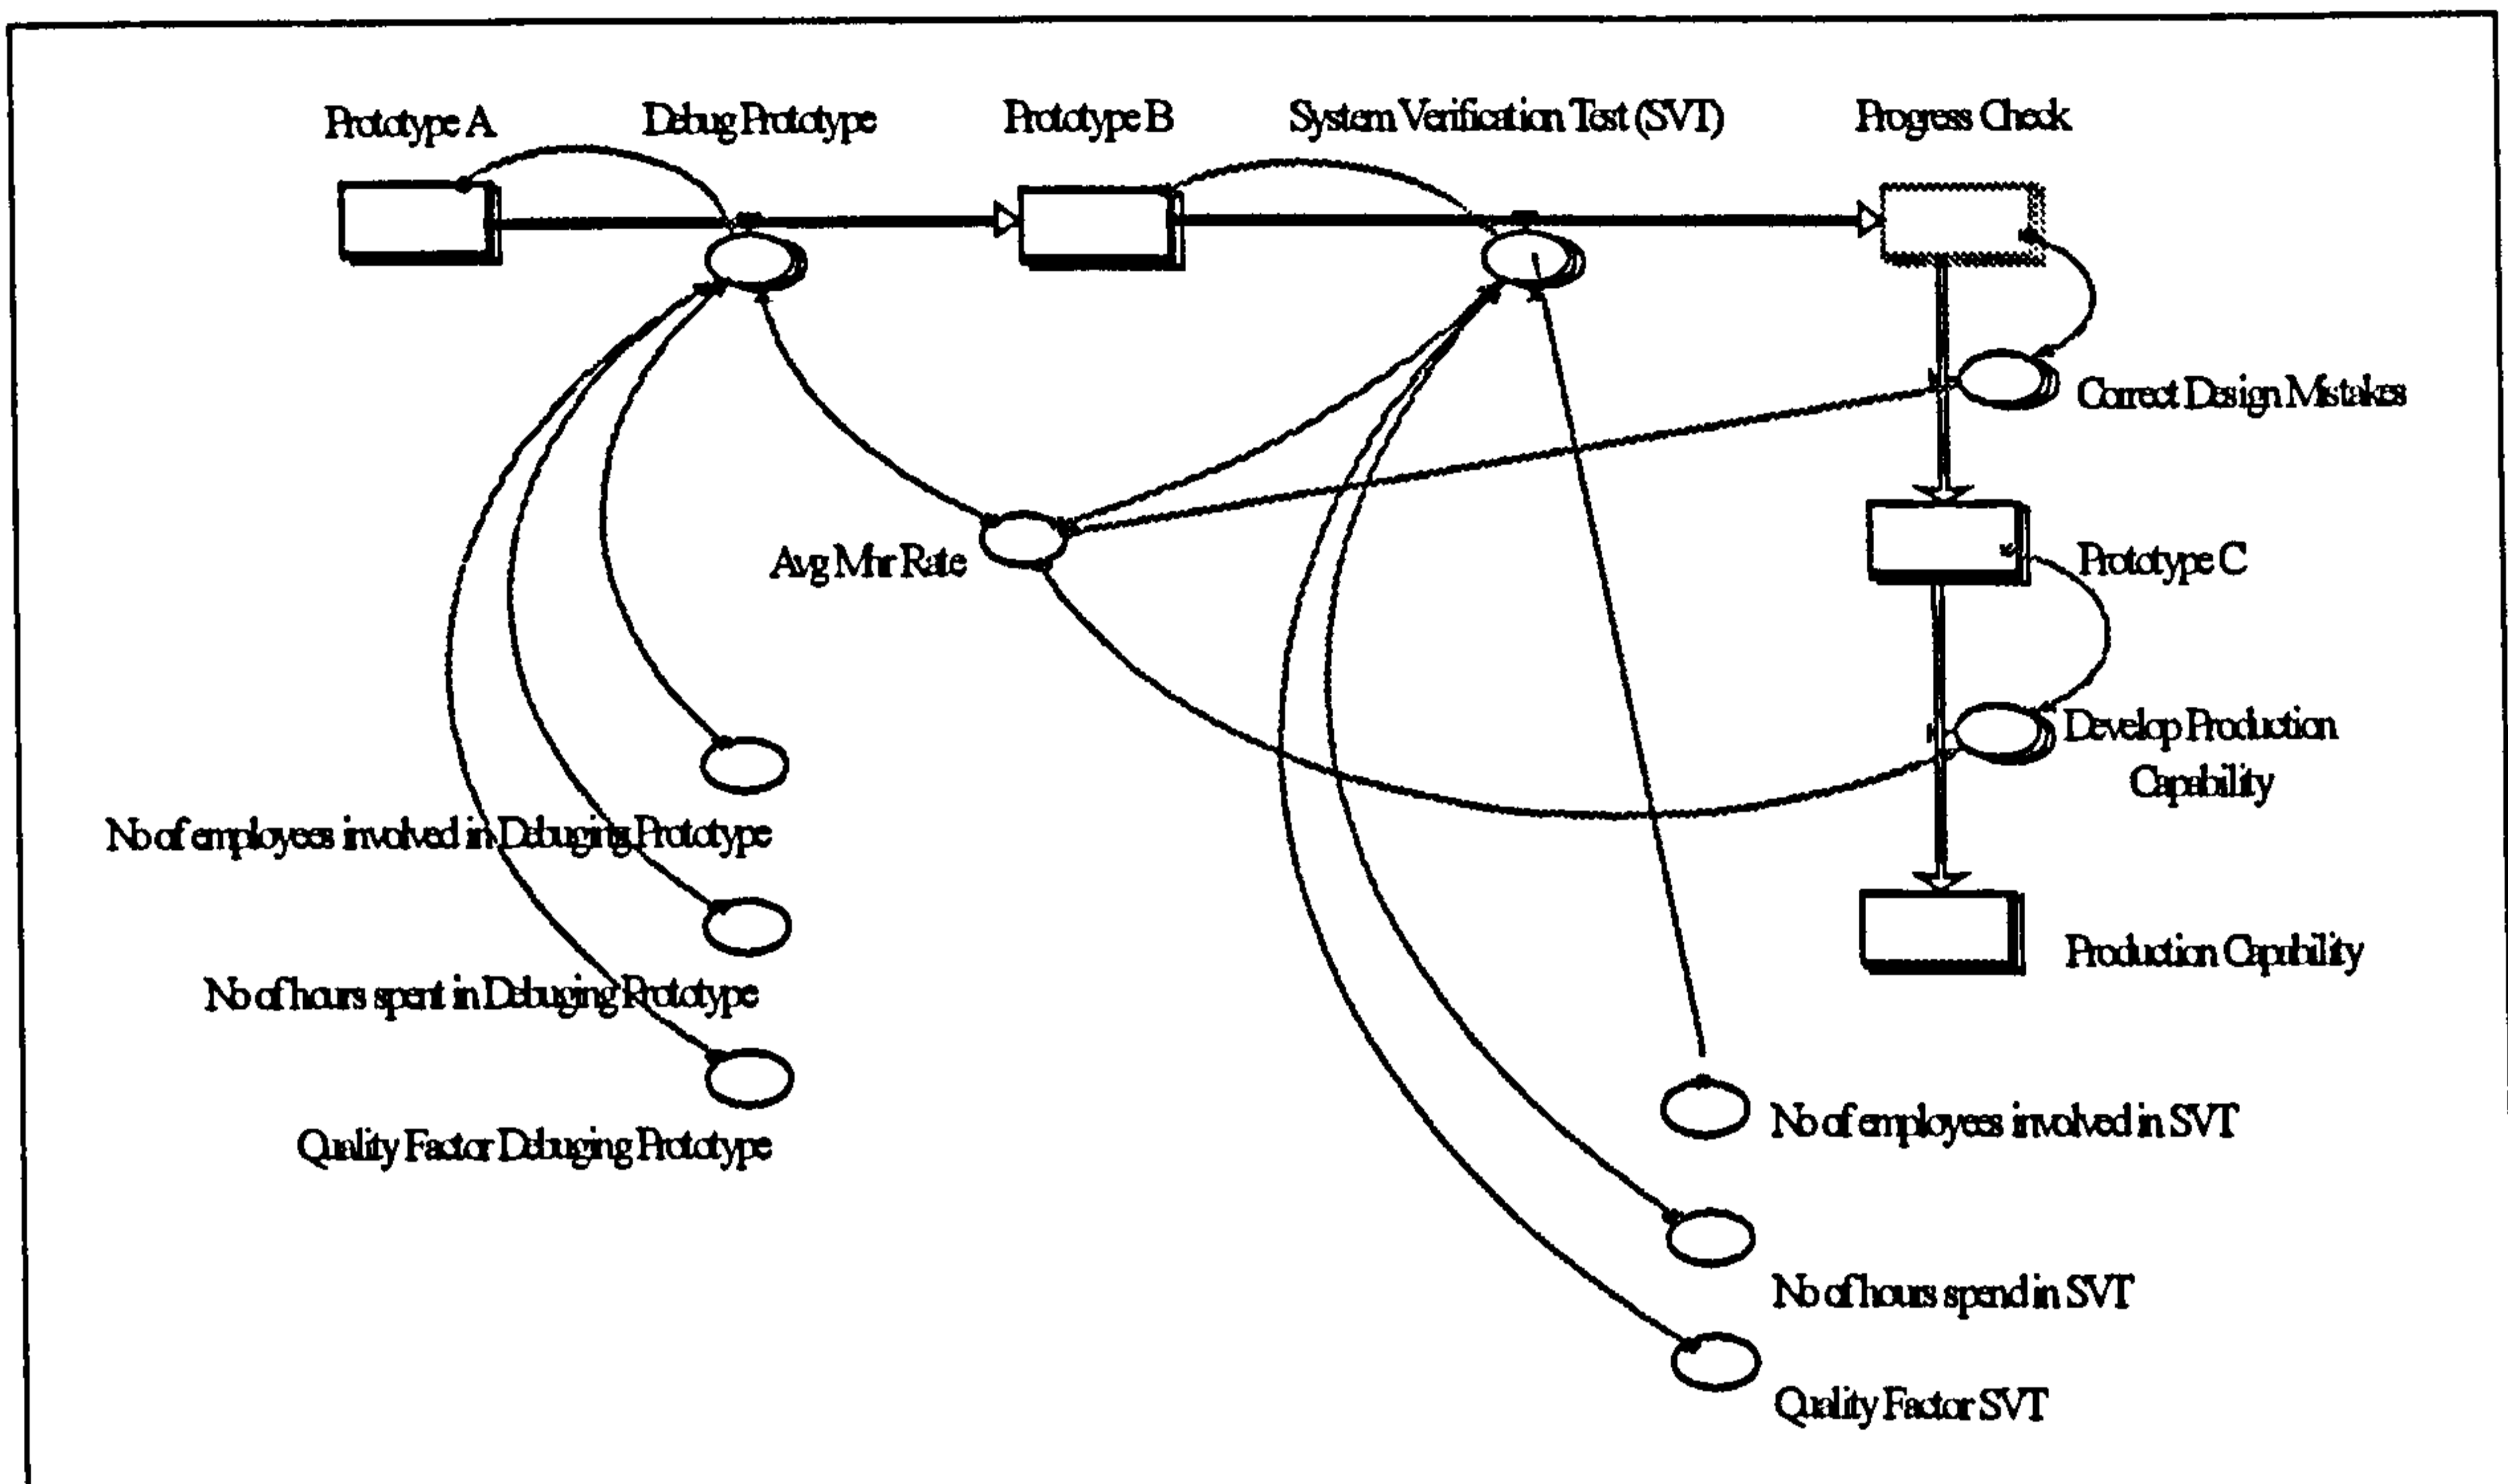 Prototype A
Debug Prototype
Prototype B
System Verification Test (SVT)
Progress Check
Correct Design Mistakes
Avg Mnr Rate
Prototype C
Develop Production
Capability
No of employees involved in Debuging Prototype
Production Capability
No of hours spent in Debuging Prototype
No of employees involved in SVT
Quality Factor Debuging Prototype
No of hours spend in SVT
Quality Factor SVT